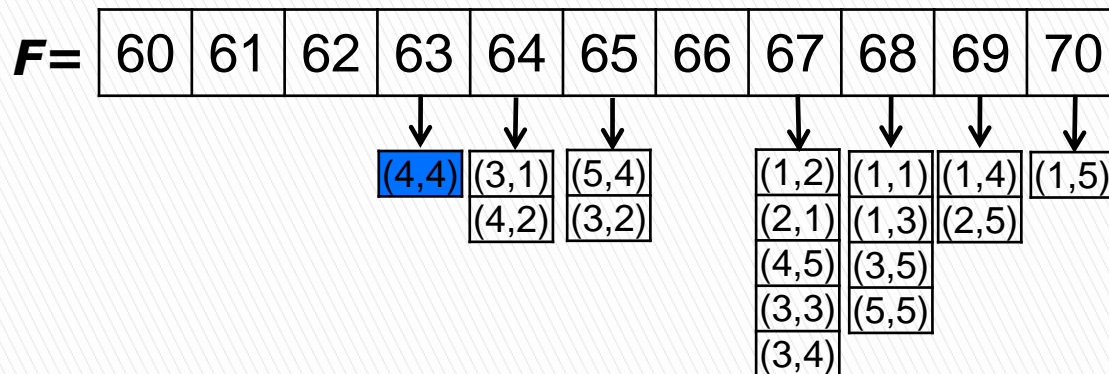 F= 60 61 62 63 64 65 66 67 68 69 70
(4,4) (3,1) (5,4) (1,2) (1,1) (1,4) (1,5)
(4,2) (3,2) (2,1) (1,3) (2,5)
(4,5) (3,5)
(3,3) (5,5)
(3,4)